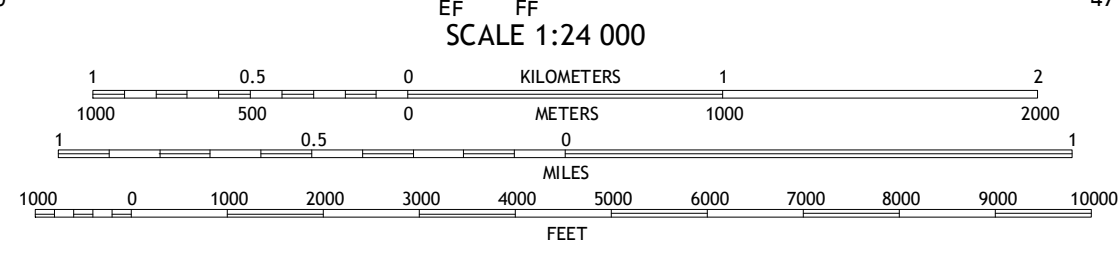 EF FF
SCALE 1:24 000
1 0.5 0 KILOMETERS 1 2
1000 500 0 METERS 1000 2000
1 0.5 0 1
MILES
1000 0 1000 2000 3000 4000 5000 6000 7000 8000 9000 10000
FEET